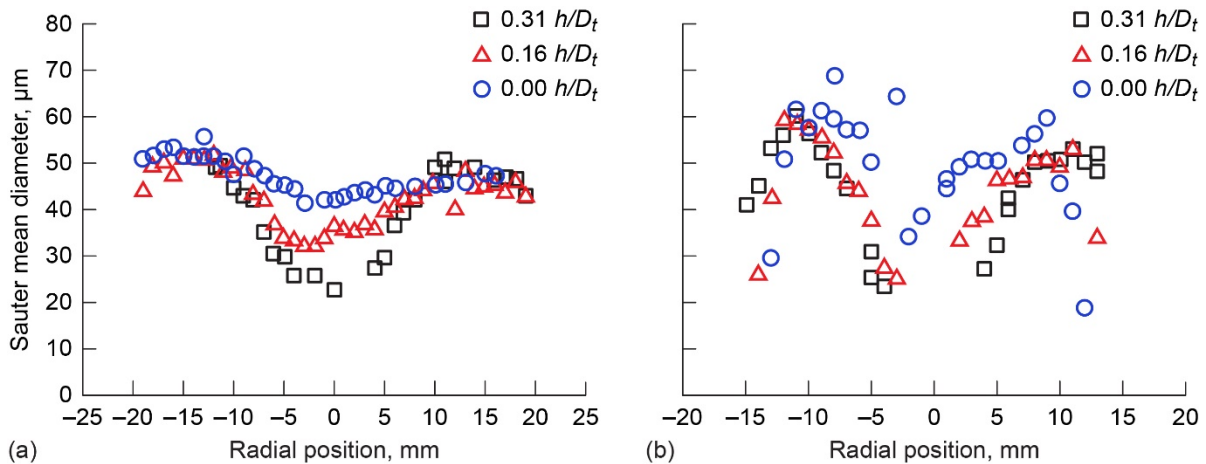 80
70
60
50
40
30
20
10
0
Sauter mean diameter, µm
0.31 h/Dt
0.16 h/Dt
0.00 h/Dt
−25 −20 −15 −10 −5 0 5 10 15 20 25
(a) Radial position, mm
0.31 h/Dt
0.16 h/Dt
0.00 h/Dt
−20 −15 −10 −5 0 5 10 15 20
(b) Radial position, mm